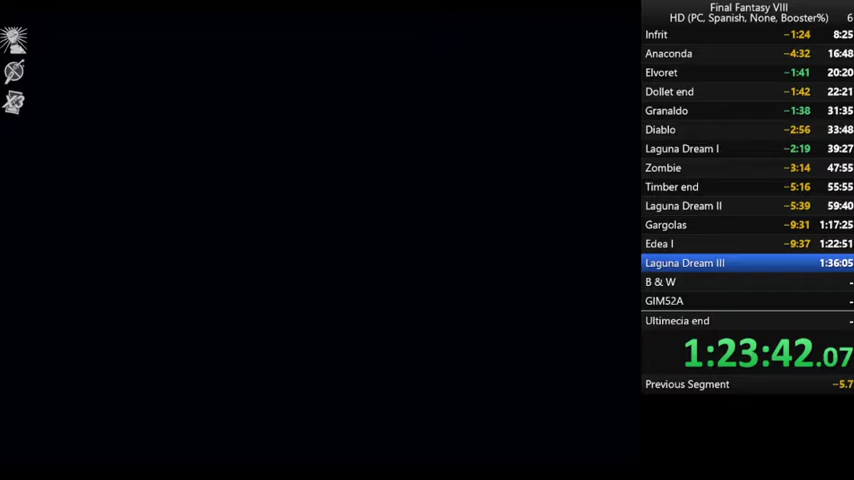 Final Fantasy VIII
HD (PC, Spanish, None, Booster%) 6
Infrit −1:24 8:25
Anaconda −4:32 16:48
Elvoret −1:41 20:20
Dollet end −1:42 22:21
Granaldo −1:38 31:35
Diablo −2:56 33:48
Laguna Dream I −2:19 39:27
Zombie −3:14 47:55
Timber end −5:16 55:55
Laguna Dream II −5:39 59:40
Gargolas −9:31 1:17:25
Edea I −9:37 1:22:51
Laguna Dream III 1:36:05
B & W -
GIM52A -
Ultimecia end -
1:23:42.07
Previous Segment −5.7
X3